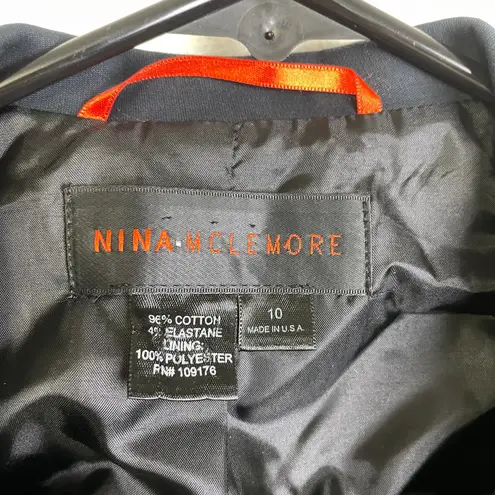 NINA McLEMORE
96% COTTON
4% ELASTANE
LINING:
100% POLYESTER
RN# 109176
10
MADE IN U.S.A.